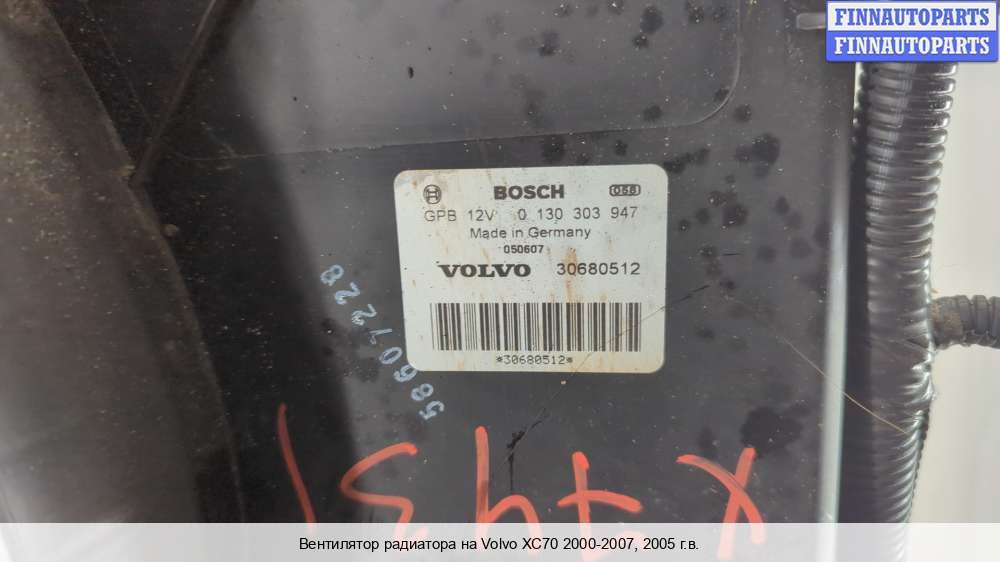 FINNAUTOPARTS
FINNAUTOPARTS
BOSCH 058
GPB 12V 0 130 303 947
Made in Germany
050607
VOLVO 30680512
*30680512*
58601228
Вентилятор радиатора на Volvo XC70 2000-2007, 2005 г.в.